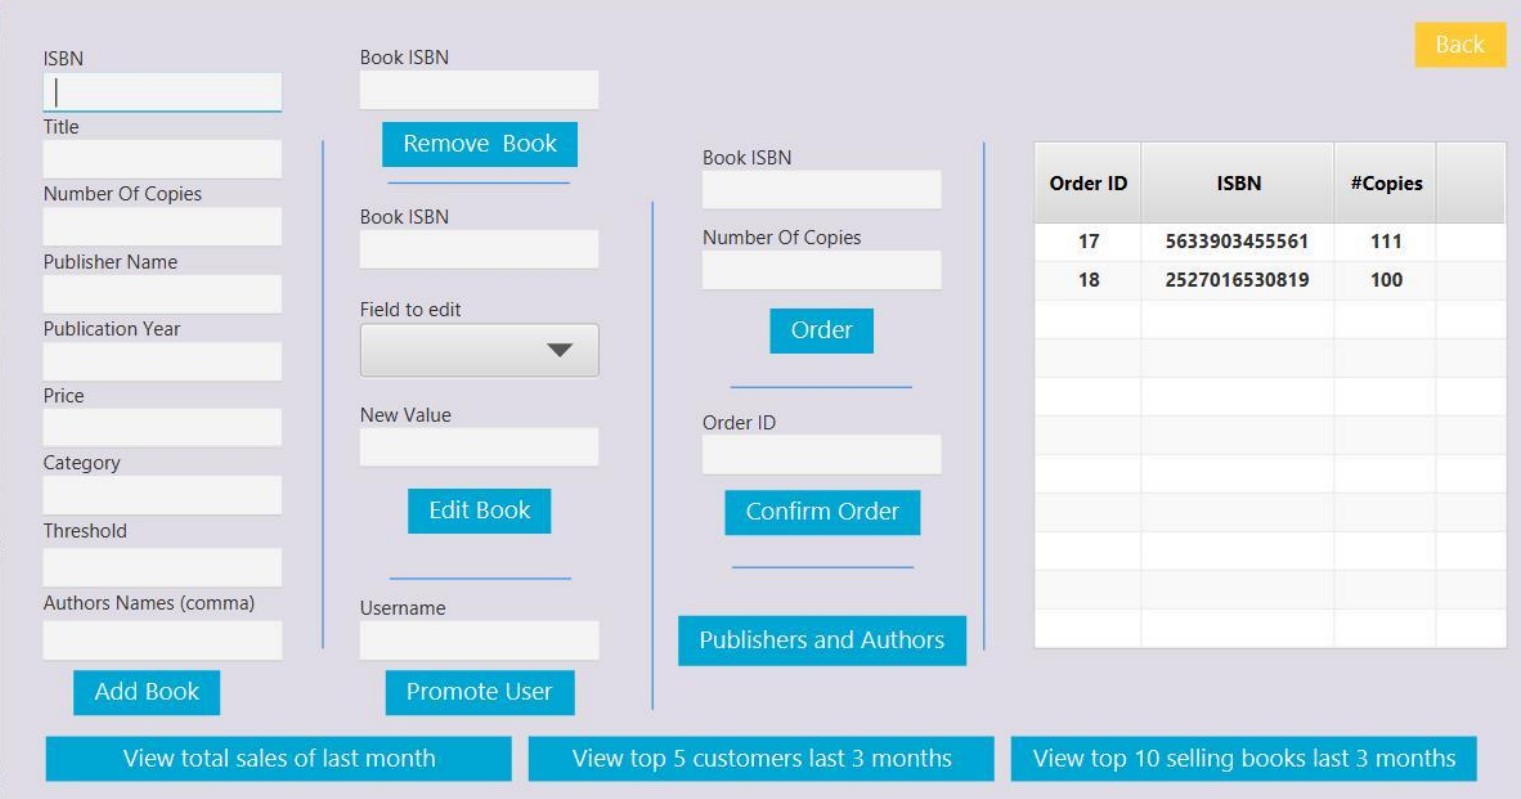 Back
ISBN
Title
Number Of Copies
Publisher Name
Publication Year
Price
Category
Threshold
Authors Names (comma)
Add Book
Book ISBN
Remove Book
Book ISBN
Field to edit
New Value
Edit Book
Username
Promote User
Book ISBN
Number Of Copies
Order
Order ID
Confirm Order
Publishers and Authors
Order ID ISBN #Copies
17 5633903455561 111
18 2527016530819 100
View total sales of last month
View top 5 customers last 3 months
View top 10 selling books last 3 months